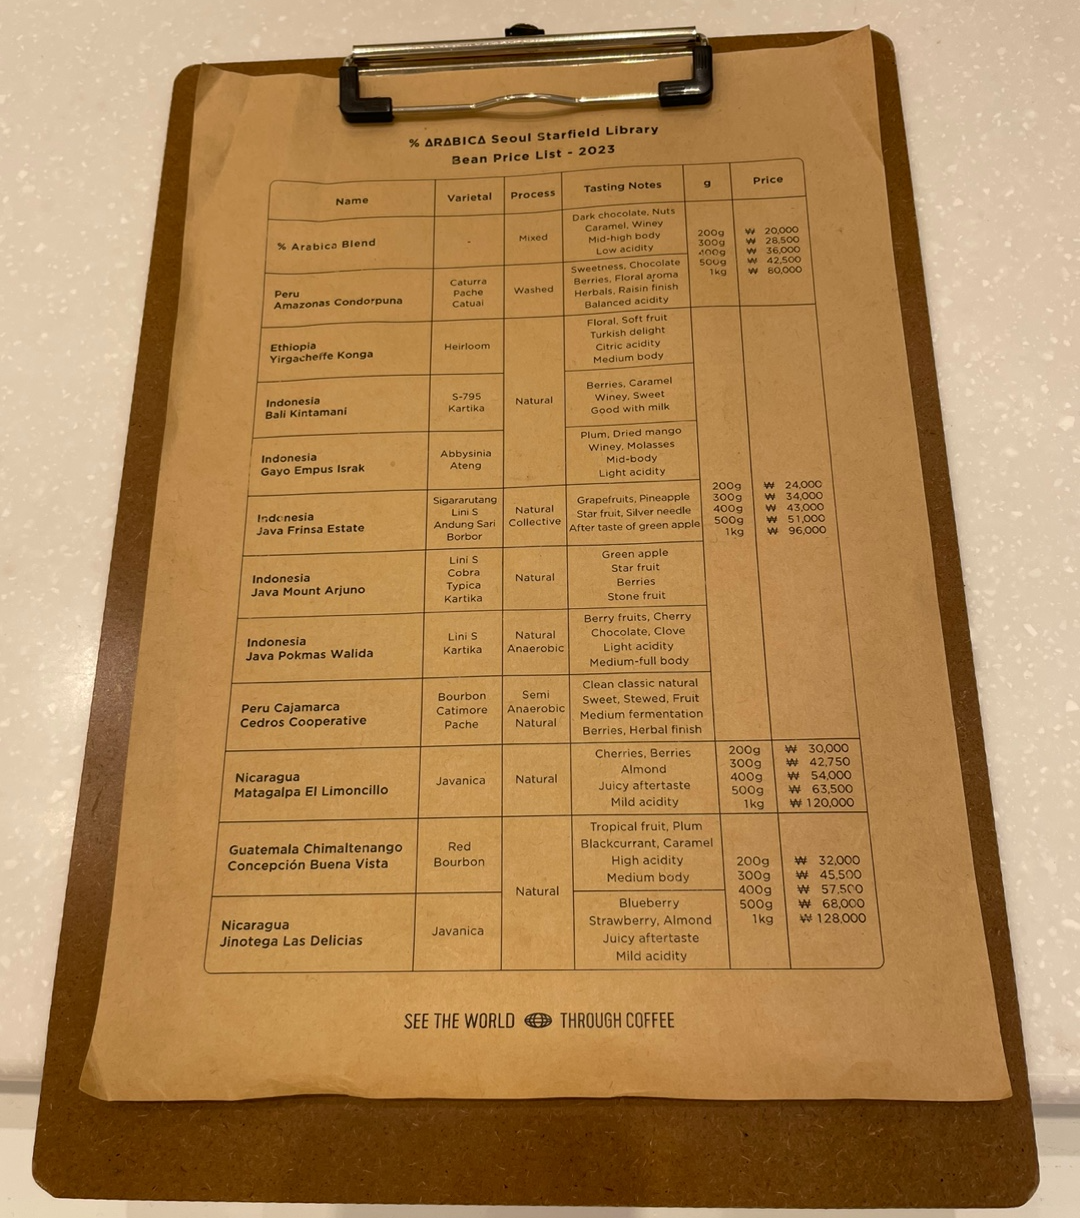 % ARABICA Seoul Starfield Library
Bean Price List - 2023
Name Varietal Process Tasting Notes g Price
% Arabica Blend - Mixed
Dark chocolate, Nuts
Caramel, Winey
Mid-high body
Low acidity
Peru
Amazonas Condorpuna
Caturra
Pache
Catuai
Washed
Sweetness, Chocolate
Berries, Floral aroma
Herbals, Raisin finish
Balanced acidity
200g ₩ 20,000
300g ₩ 28,500
400g ₩ 36,000
500g ₩ 42,500
1kg ₩ 80,000
Ethiopia
Yirgacheffe Konga
Heirloom
Natural
Floral, Soft fruit
Turkish delight
Citric acidity
Medium body
Indonesia
Bali Kintamani
S-795
Kartika
Berries, Caramel
Winey, Sweet
Good with milk
Indonesia
Gayo Empus Israk
Abbysinia
Ateng
Plum, Dried mango
Winey, Molasses
Mid-body
Light acidity
Indonesia
Java Frinsa Estate
Sigararutang
Lini S
Andung Sari
Borbor
Natural
Collective
Grapefruits, Pineapple
Star fruit, Silver needle
After taste of green apple
200g ₩ 24,000
300g ₩ 34,000
400g ₩ 43,000
500g ₩ 51,000
1kg ₩ 96,000
Indonesia
Java Mount Arjuno
Lini S
Cobra
Typica
Kartika
Natural
Green apple
Star fruit
Berries
Stone fruit
Indonesia
Java Pokmas Walida
Lini S
Kartika
Natural
Anaerobic
Berry fruits, Cherry
Chocolate, Clove
Light acidity
Medium-full body
Peru Cajamarca
Cedros Cooperative
Bourbon
Catimore
Pache
Semi
Anaerobic
Natural
Clean classic natural
Sweet, Stewed, Fruit
Medium fermentation
Berries, Herbal finish
Nicaragua
Matagalpa El Limoncillo
Javanica
Natural
Cherries, Berries
Almond
Juicy aftertaste
Mild acidity
200g ₩ 30,000
300g ₩ 42,750
400g ₩ 54,000
500g ₩ 63,500
1kg ₩ 120,000
Guatemala Chimaltenango
Concepción Buena Vista
Red
Bourbon
Natural
Tropical fruit, Plum
Blackcurrant, Caramel
High acidity
Medium body
200g ₩ 32,000
300g ₩ 45,500
400g ₩ 57,500
500g ₩ 68,000
1kg ₩ 128,000
Nicaragua
Jinotega Las Delicias
Javanica
Blueberry
Strawberry, Almond
Juicy aftertaste
Mild acidity
SEE THE WORLD THROUGH COFFEE